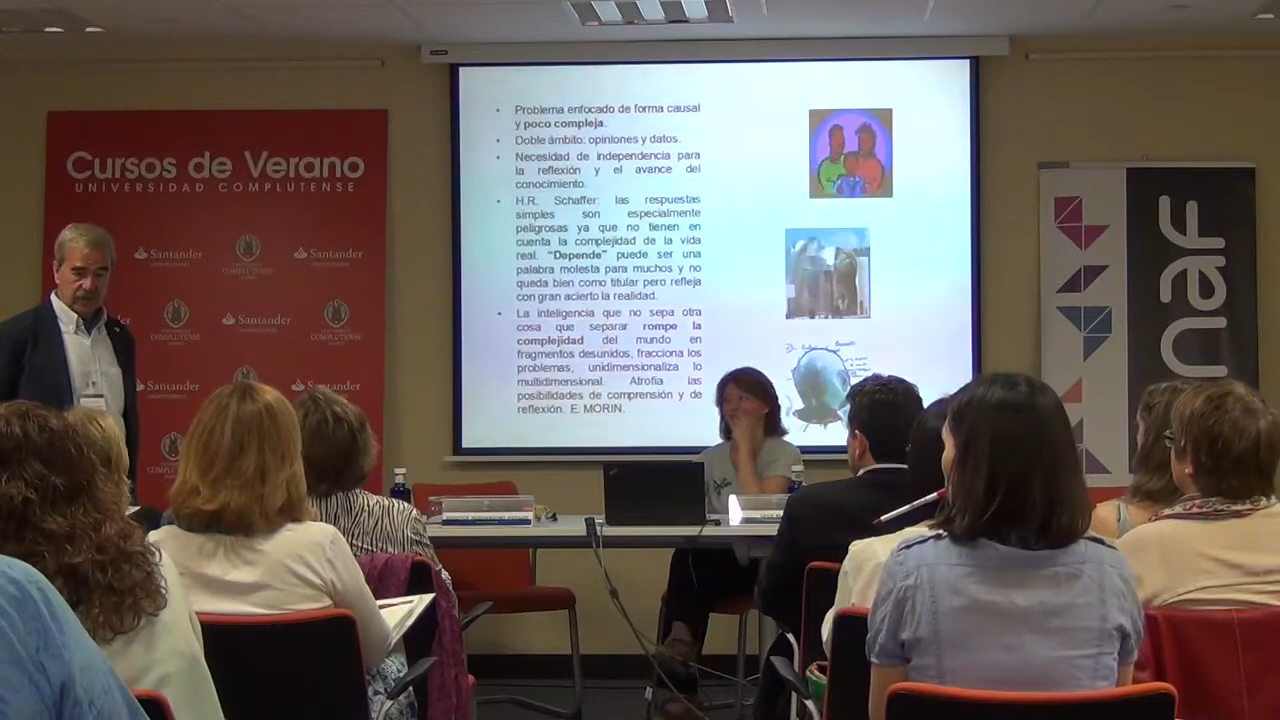 Cursos de Verano
UNIVERSIDAD COMPLUTENSE
Santander
UNIVERSIDADES
COMPLUTENSE
Santander
UNIVERSIDADES
COMPLUTENSE
Santander
COMPLUTENSE
Santander
Santander
• Problema enfocado de forma causal
y poco compleja.
• Doble ámbito: opiniones y datos.
• Necesidad de independencia para
la reflexión y el avance del
conocimiento.
• H.R. Schaffer: las respuestas
simples son especialmente
peligrosas ya que no tienen en
cuenta la complejidad de la vida
real. “Depende” puede ser una
palabra molesta para muchos y no
queda bien como titular pero refleja
con gran acierto la realidad.
• La inteligencia que no sepa otra
cosa que separar rompe la
complejidad del mundo en
fragmentos desunidos, fracciona los
problemas, unidimensionaliza lo
multidimensional. Atrofia las
posibilidades de comprensión y de
reflexión. E. MORIN.
naf